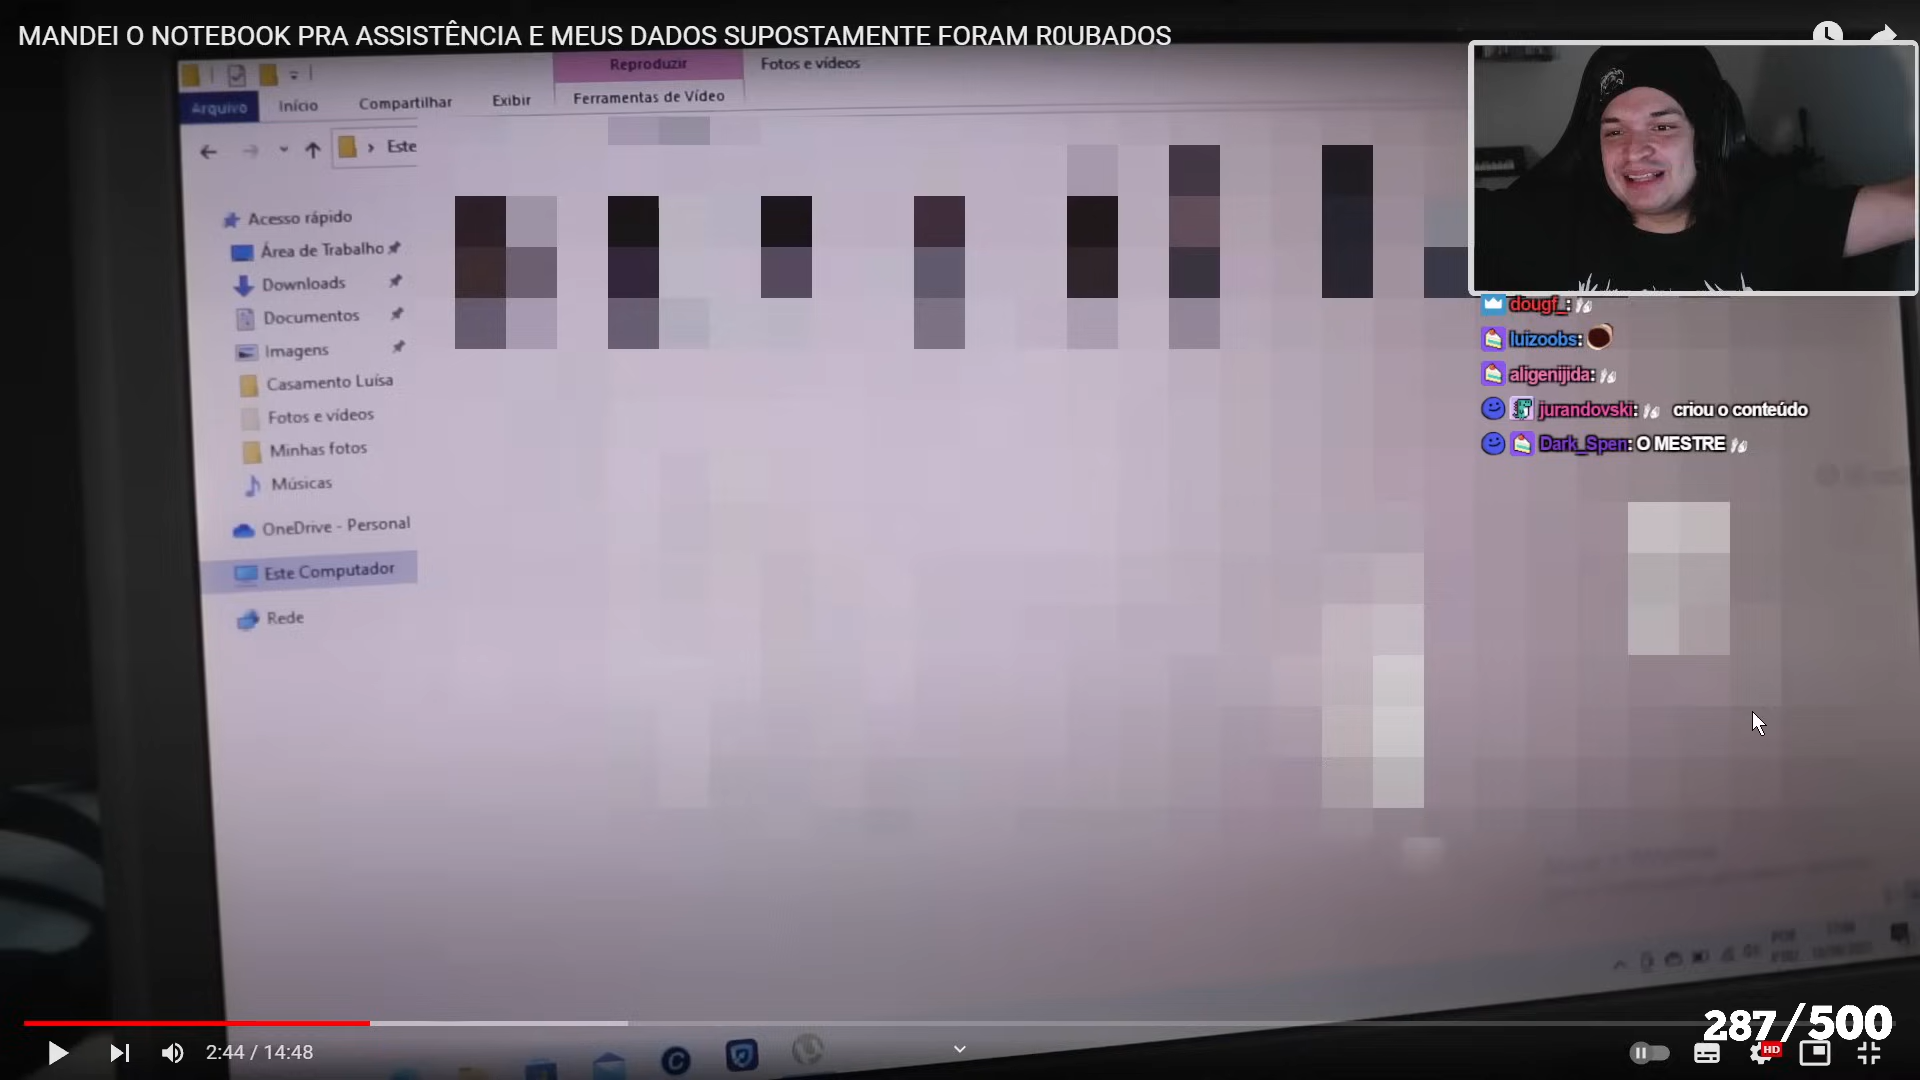 MANDEI O NOTEBOOK PRA ASSISTÊNCIA E MEUS DADOS SUPOSTAMENTE FORAM R0UBADOS
Reproduzir
Fotos e vídeos
Arquivo
Início
Compartilhar
Exibir
Ferramentas de Vídeo
Este
Acesso rápido
Área de Trabalho
Downloads
Documentos
Imagens
Casamento Luísa
Fotos e vídeos
Minhas fotos
Músicas
OneDrive - Personal
Este Computador
Rede
dougf_:
luizoobs:
aligenijida:
jurandovski: criou o conteúdo
Dark_Spen: O MESTRE
287/500
2:44 / 14:48
HD